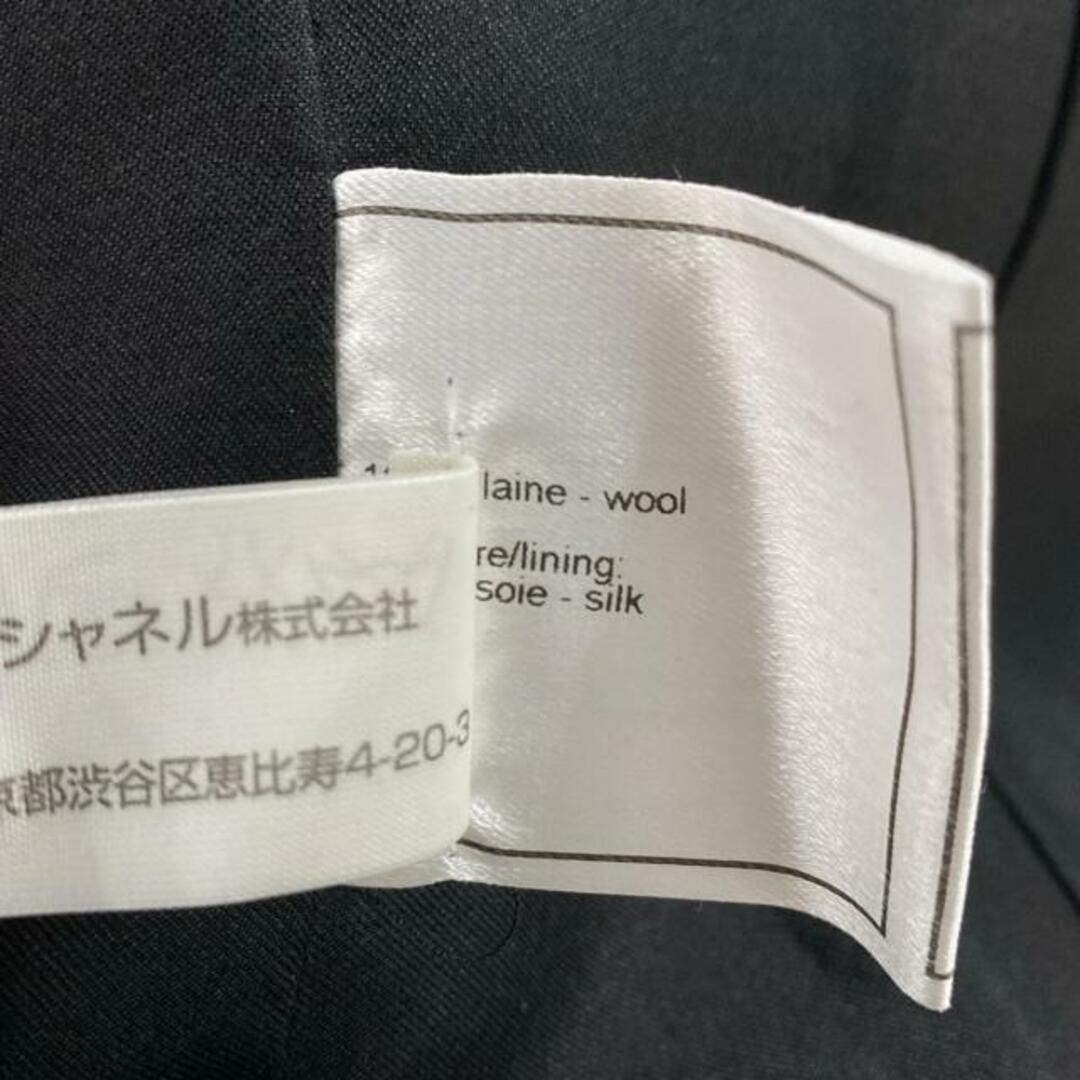 laine - wool
re/lining:
soie - silk
シャネル株式会社
京都渋谷区恵比寿4-20-3